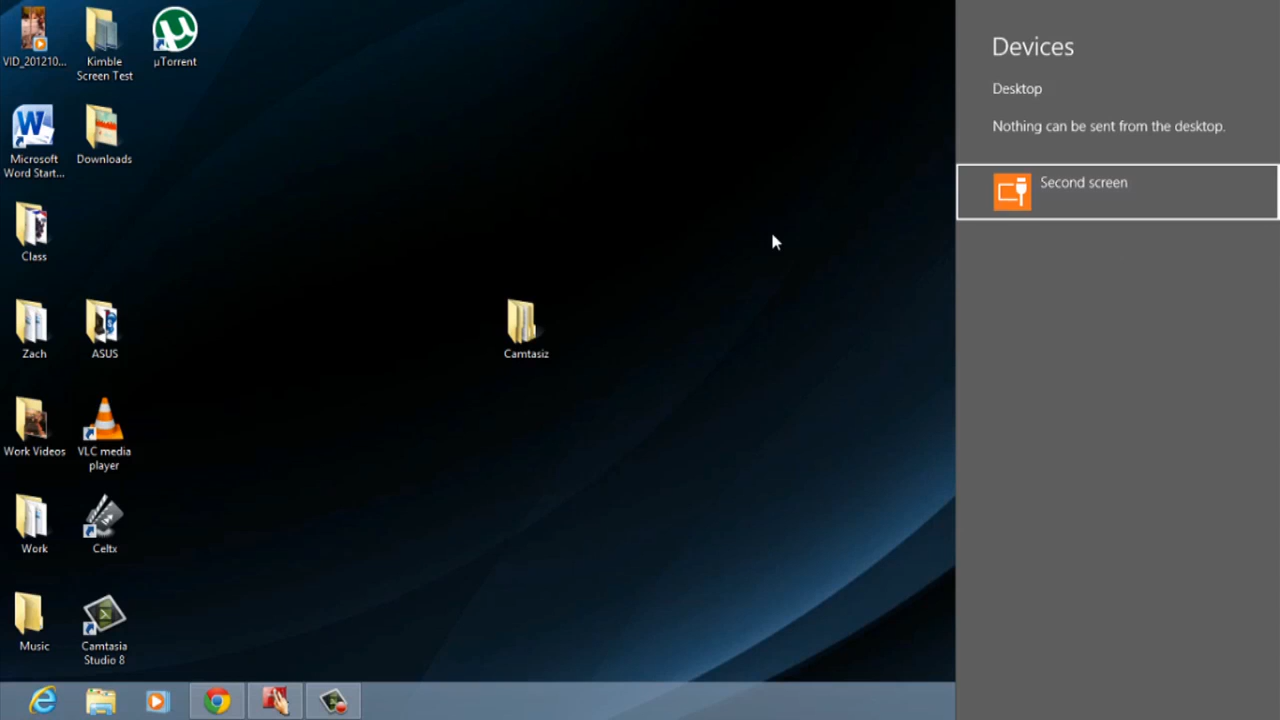 VID_201210...
Kimble
Screen Test
µTorrent
Microsoft
Word Start...
Downloads
Class
Zach
ASUS
Camtasiz
Work Videos
VLC media
player
Work
Celtx
Music
Camtasia
Studio 8
Devices
Desktop
Nothing can be sent from the desktop.
Second screen